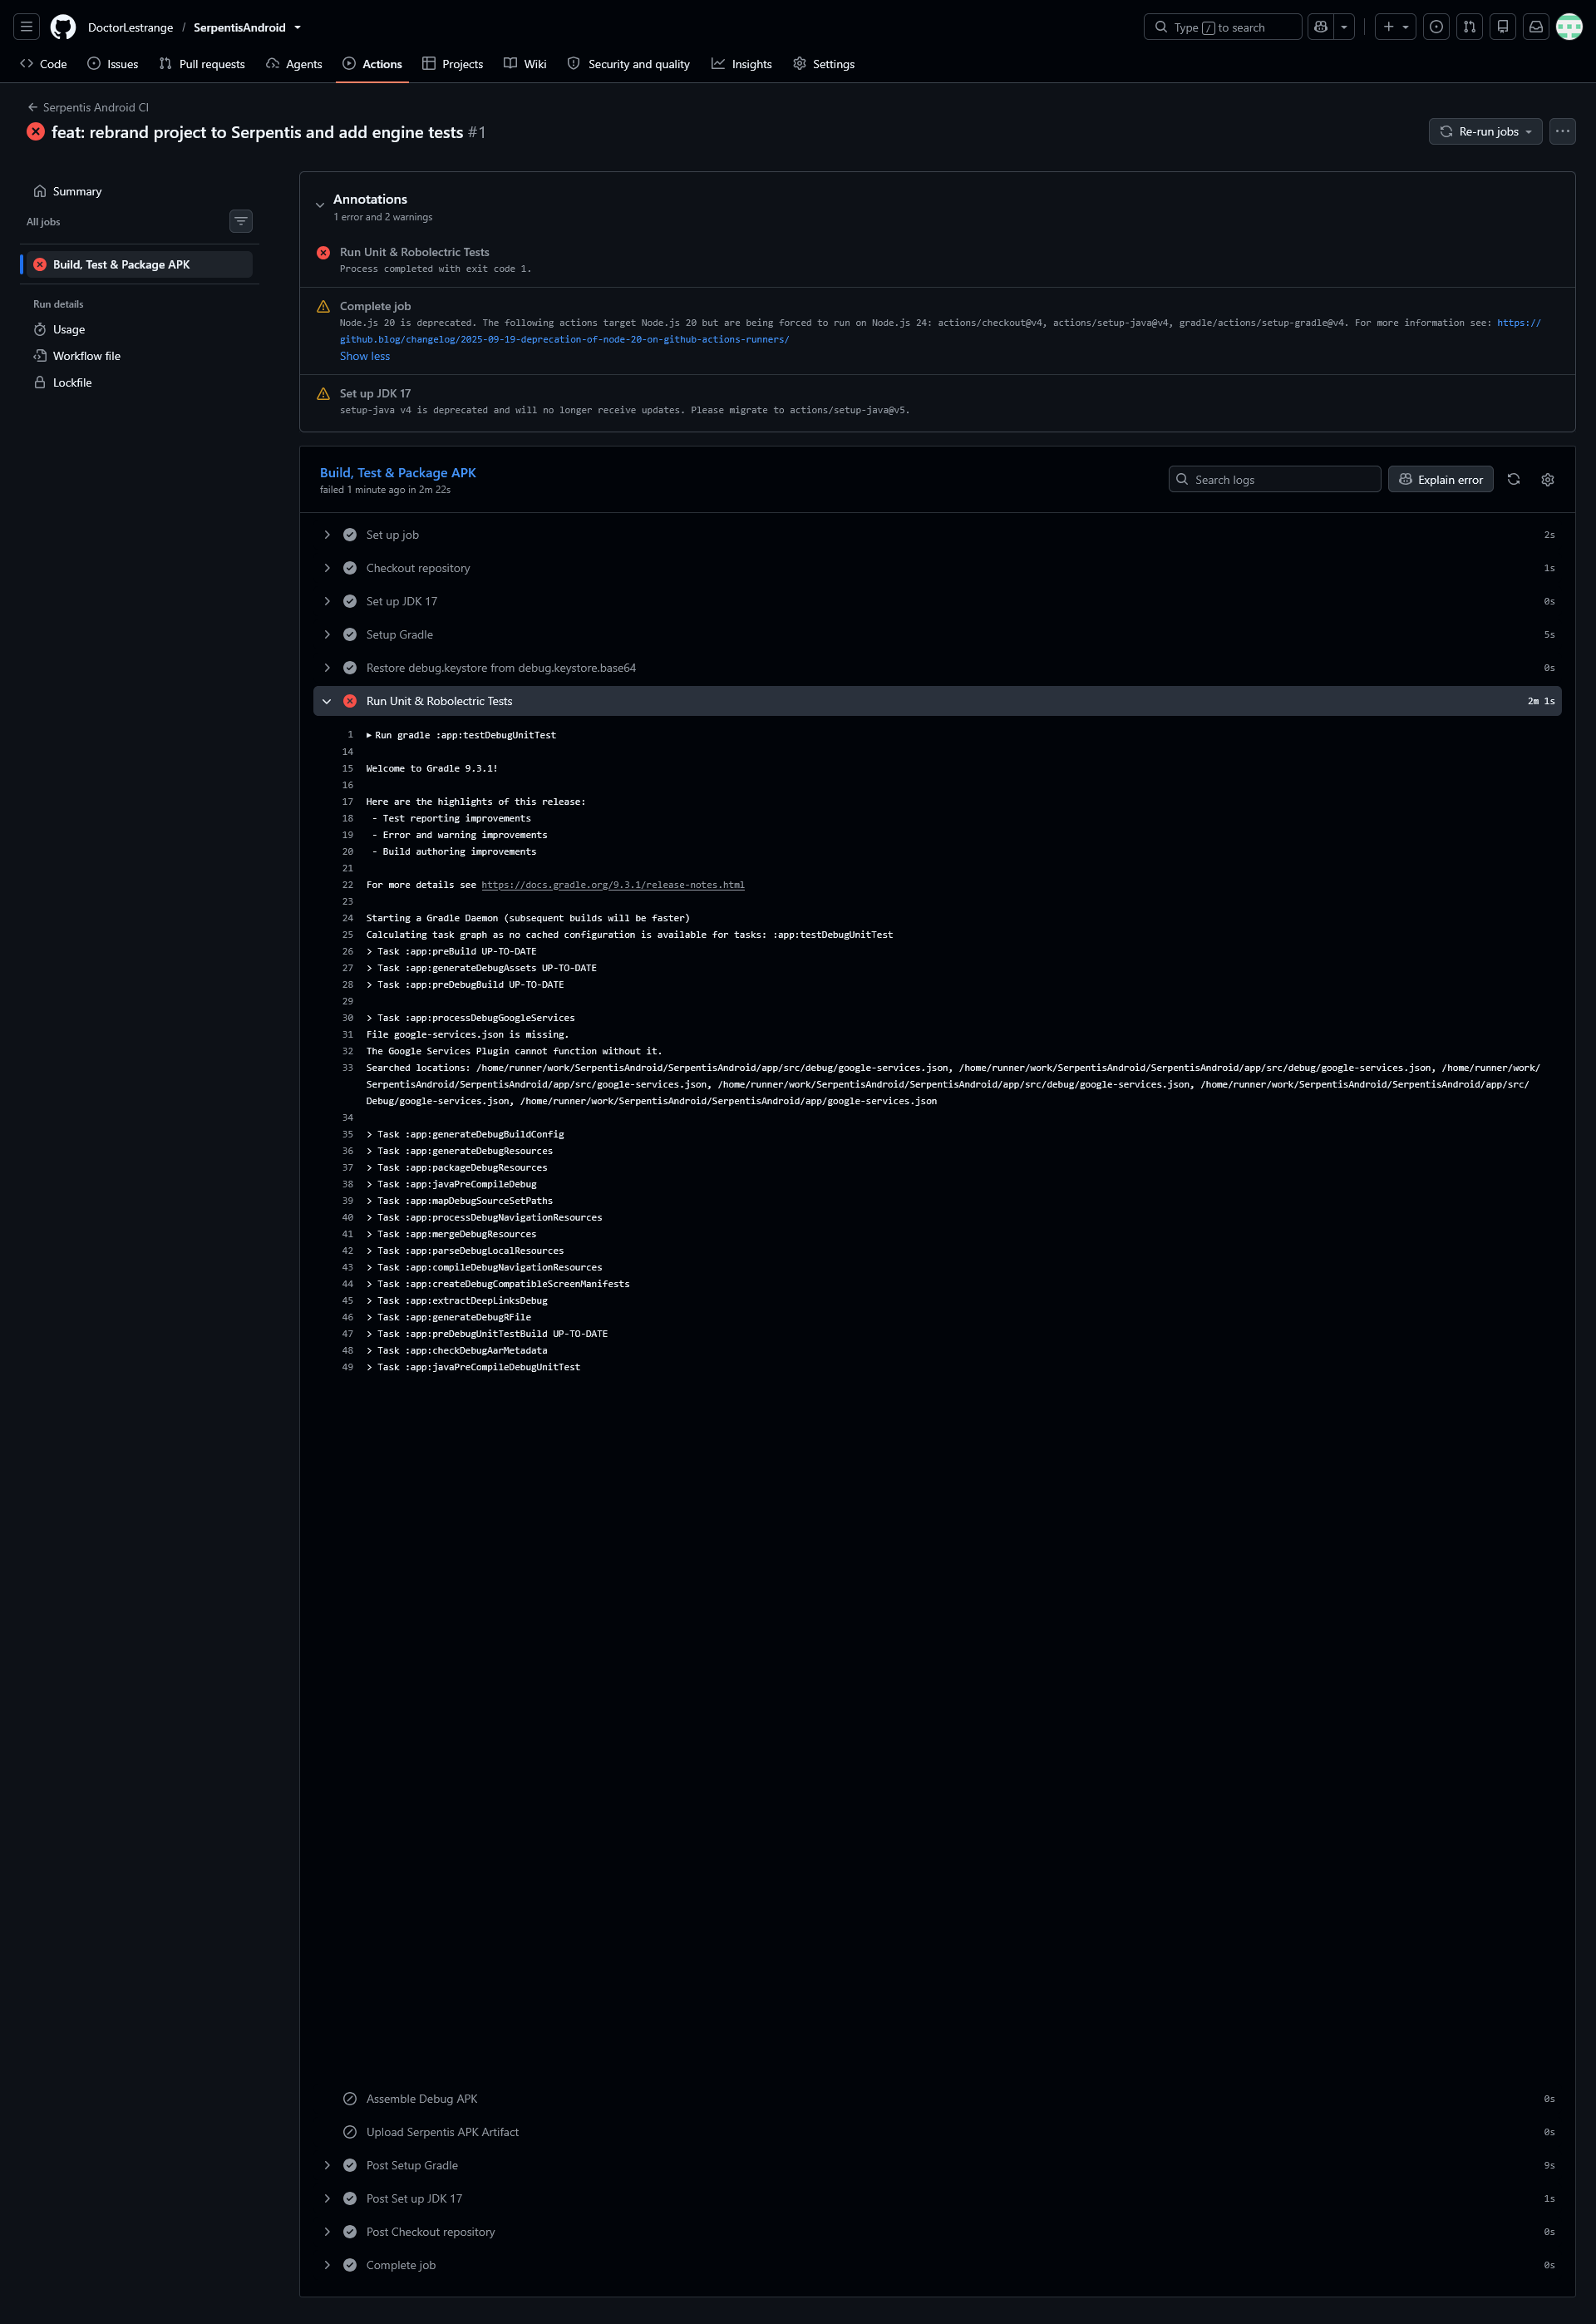 DoctorLestrange / SerpentisAndroid
Type / to search
Code
Issues
Pull requests
Agents
Actions
Projects
Wiki
Security and quality
Insights
Settings
Serpentis Android CI
feat: rebrand project to Serpentis and add engine tests #1
Re-run jobs
Summary
All jobs
Build, Test & Package APK
Run details
Usage
Workflow file
Lockfile
Annotations
1 error and 2 warnings
Run Unit & Robolectric Tests
Process completed with exit code 1.
Complete job
Node.js 20 is deprecated. The following actions target Node.js 20 but are being forced to run on Node.js 24: actions/checkout@v4, actions/setup-java@v4, gradle/actions/setup-gradle@v4. For more information see: https://
github.blog/changelog/2025-09-19-deprecation-of-node-20-on-github-actions-runners/
Show less
Set up JDK 17
setup-java v4 is deprecated and will no longer receive updates. Please migrate to actions/setup-java@v5.
Build, Test & Package APK
failed 1 minute ago in 2m 22s
Search logs
Explain error
Set up job 2s
Checkout repository 1s
Set up JDK 17 0s
Setup Gradle 5s
Restore debug.keystore from debug.keystore.base64 0s
Run Unit & Robolectric Tests 2m 1s
1 Run gradle :app:testDebugUnitTest
14
15 Welcome to Gradle 9.3.1!
16
17 Here are the highlights of this release:
18 - Test reporting improvements
19 - Error and warning improvements
20 - Build authoring improvements
21
22 For more details see https://docs.gradle.org/9.3.1/release-notes.html
23
24 Starting a Gradle Daemon (subsequent builds will be faster)
25 Calculating task graph as no cached configuration is available for tasks: :app:testDebugUnitTest
26 > Task :app:preBuild UP-TO-DATE
27 > Task :app:generateDebugAssets UP-TO-DATE
28 > Task :app:preDebugBuild UP-TO-DATE
29
30 > Task :app:processDebugGoogleServices
31 File google-services.json is missing.
32 The Google Services Plugin cannot function without it.
33 Searched locations: /home/runner/work/SerpentisAndroid/SerpentisAndroid/app/src/debug/google-services.json, /home/runner/work/SerpentisAndroid/SerpentisAndroid/app/src/debug/google-services.json, /home/runner/work/
SerpentisAndroid/SerpentisAndroid/app/src/google-services.json, /home/runner/work/SerpentisAndroid/SerpentisAndroid/app/src/debug/google-services.json, /home/runner/work/SerpentisAndroid/SerpentisAndroid/app/src/
Debug/google-services.json, /home/runner/work/SerpentisAndroid/SerpentisAndroid/app/google-services.json
34
35 > Task :app:generateDebugBuildConfig
36 > Task :app:generateDebugResources
37 > Task :app:packageDebugResources
38 > Task :app:javaPreCompileDebug
39 > Task :app:mapDebugSourceSetPaths
40 > Task :app:processDebugNavigationResources
41 > Task :app:mergeDebugResources
42 > Task :app:parseDebugLocalResources
43 > Task :app:compileDebugNavigationResources
44 > Task :app:createDebugCompatibleScreenManifests
45 > Task :app:extractDeepLinksDebug
46 > Task :app:generateDebugRFile
47 > Task :app:preDebugUnitTestBuild UP-TO-DATE
48 > Task :app:checkDebugAarMetadata
49 > Task :app:javaPreCompileDebugUnitTest
Assemble Debug APK 0s
Upload Serpentis APK Artifact 0s
Post Setup Gradle 9s
Post Set up JDK 17 1s
Post Checkout repository 0s
Complete job 0s